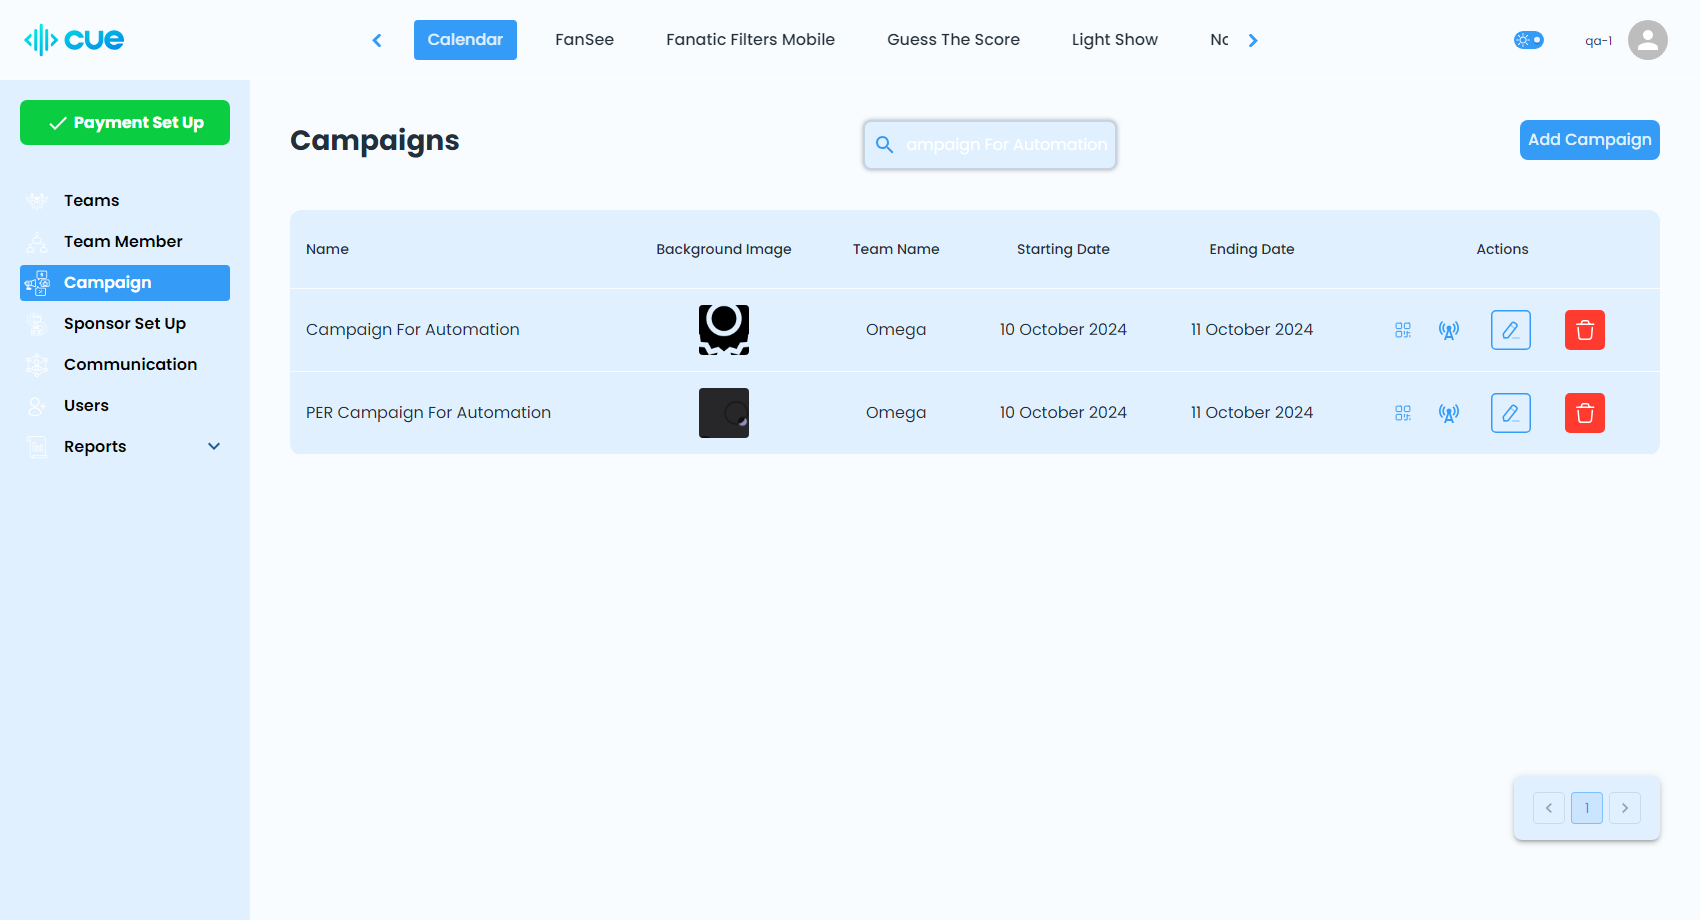 cue
Calendar FanSee Fanatic Filters Mobile Guess The Score Light Show No
qa-1
Payment Set Up
Teams
Team Member
Campaign
Sponsor Set Up
Communication
Users
Reports
Campaigns
ampaign For Automation
Add Campaign
Name Background Image Team Name Starting Date Ending Date Actions
Campaign For Automation Omega 10 October 2024 11 October 2024
PER Campaign For Automation Omega 10 October 2024 11 October 2024
1